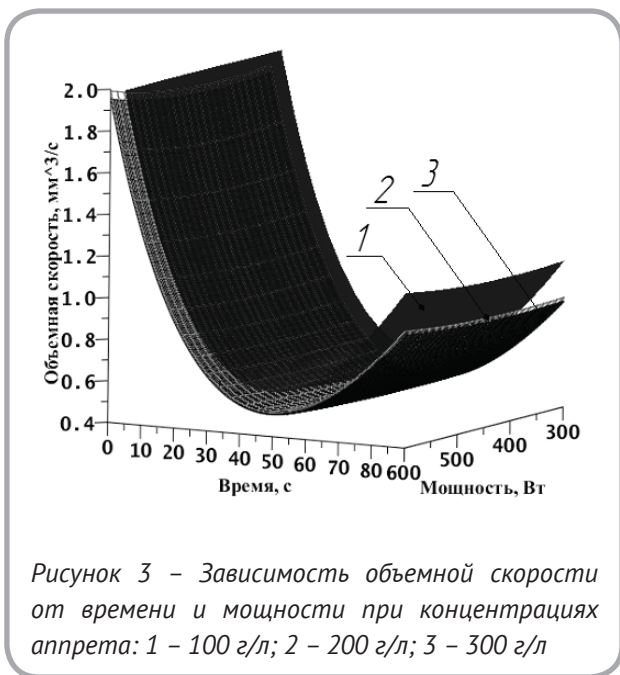 2.0
1.8
1.6
1.4
1.2
1.0
0.8
0.6
0.4
Объемная скорость, мм^3/с
1
2
3
0 10 20 30 40 50 60 70 80 600 500 400 300
Время, с
Мощность, Вт
Рисунок 3 – Зависимость объемной скорости
от времени и мощности при концентрациях
аппрета: 1 – 100 г/л; 2 – 200 г/л; 3 – 300 г/л